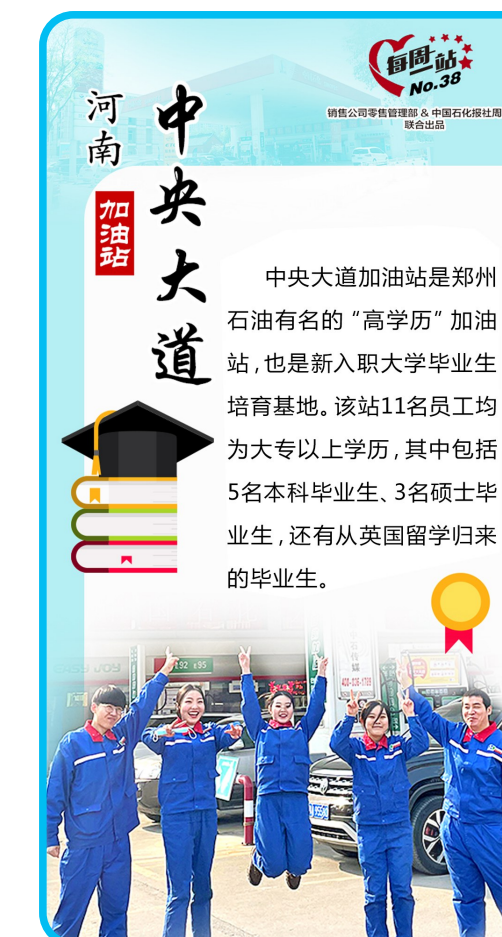 每周一站
No.38
销售公司零售管理部 & 中国石化报社周
联合出品
河南
中央大道
加油站
中央大道加油站是郑州
石油有名的“高学历”加油
站，也是新入职大学毕业生
培育基地。该站11名员工均
为大专以上学历，其中包括
5名本科毕业生、3名硕士毕
业生，还有从英国留学归来
的毕业生。
92 95